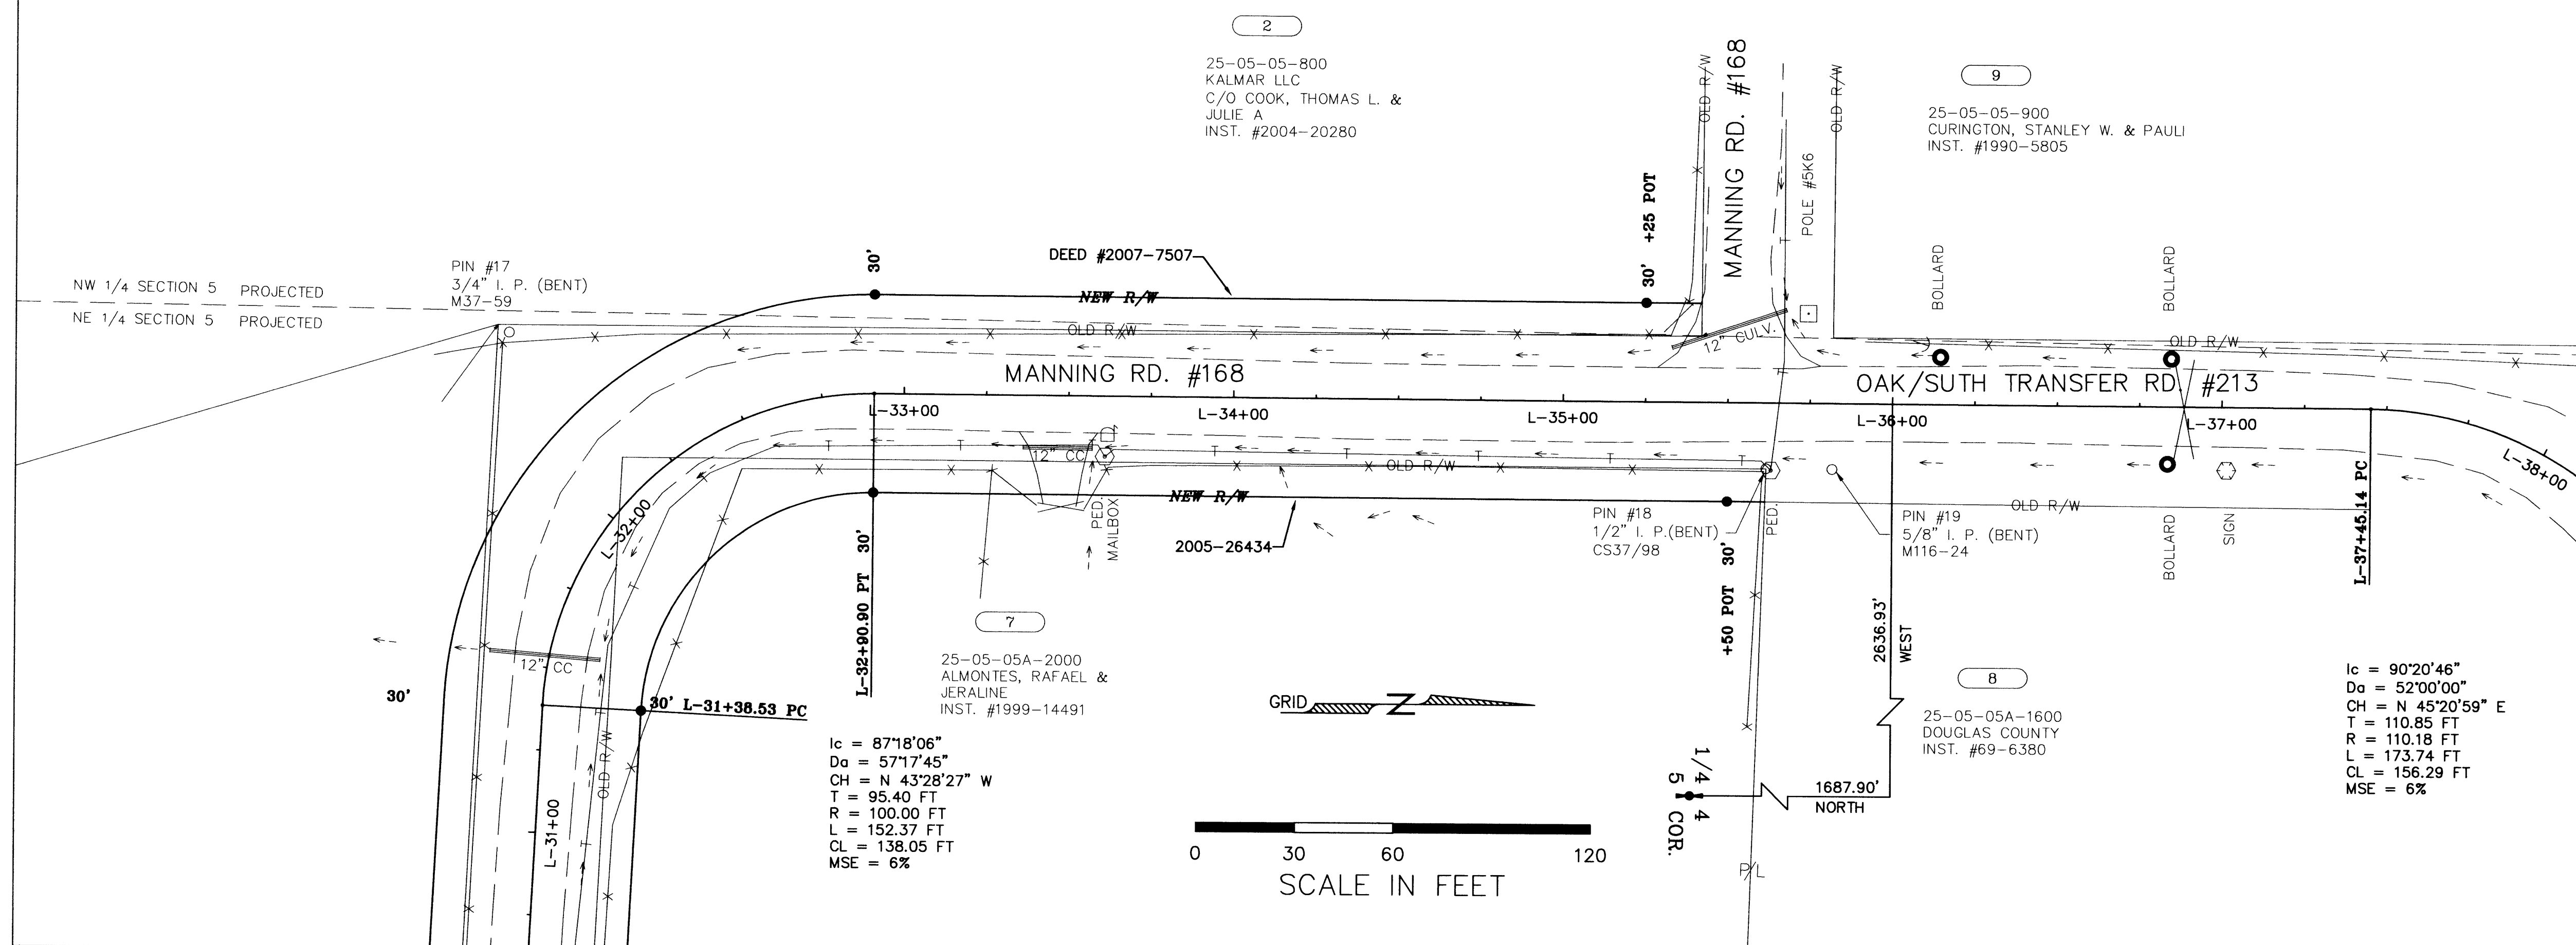 2
25-05-05-800
KALMAR LLC
C/O COOK, THOMAS L. &
JULIE A
INST. #2004-20280
OLD R/W
MANNING RD. #168
POLE #5K6
OLD R/W
9
25-05-05-900
CURINGTON, STANLEY W. & PAULI
INST. #1990-5805
NW 1/4 SECTION 5 PROJECTED
NE 1/4 SECTION 5 PROJECTED
PIN #17
3/4" I. P. (BENT)
M37-59
30'
DEED #2007-7507
30' +25 POT
NEW R/W
OLD R/W
12" CULV.
BOLLARD
BOLLARD
OLD R/W
MANNING RD. #168
OAK/SUTH TRANSFER RD. #213
L-33+00
L-34+00
L-35+00
L-36+00
L-37+00
L-38+00
L-32+00
12" CC
OLD R/W
NEW R/W
PED.
MAILBOX
2005-26434
PIN #18
1/2" I. P.(BENT)
CS37/98
PED.
PIN #19
5/8" I. P. (BENT)
M116-24
OLD R/W
BOLLARD
SIGN
L-37+45.14 PC
L-32+90.90 PT 30'
+50 POT 30'
2636.93'
WEST
12" CC
30'
30' L-31+38.53 PC
7
25-05-05A-2000
ALMONTES, RAFAEL &
JERALINE
INST. #1999-14491
GRID
N
8
25-05-05A-1600
DOUGLAS COUNTY
INST. #69-6380
Ic = 90°20'46"
Da = 52°00'00"
CH = N 45°20'59" E
T = 110.85 FT
R = 110.18 FT
L = 173.74 FT
CL = 156.29 FT
MSE = 6%
Ic = 87°18'06"
Da = 57°17'45"
CH = N 43°28'27" W
T = 95.40 FT
R = 100.00 FT
L = 152.37 FT
CL = 138.05 FT
MSE = 6%
OLD R/W
L-31+00
1/4 4
5
4
COR.
1687.90'
NORTH
P/L
0 30 60 120
SCALE IN FEET